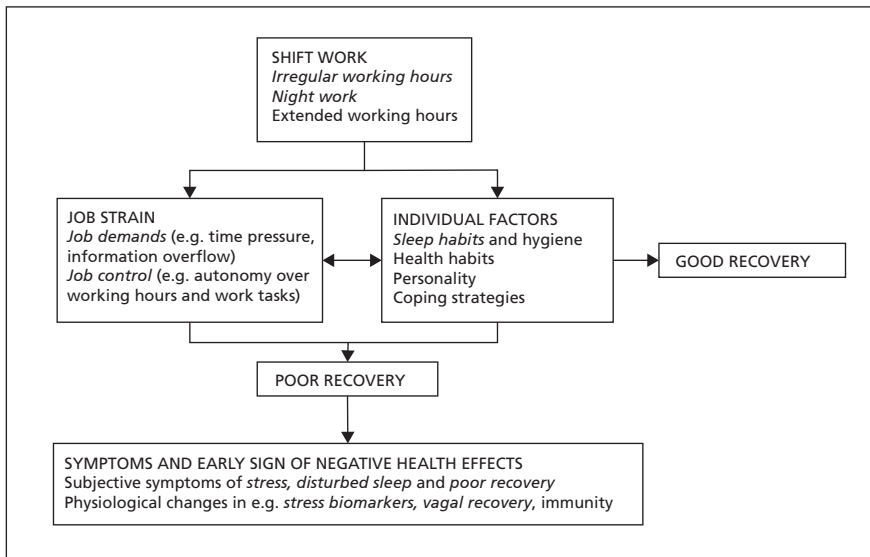 SHIFT WORK
Irregular working hours
Night work
Extended working hours
JOB STRAIN
Job demands (e.g. time pressure,
information overflow)
Job control (e.g. autonomy over
working hours and work tasks)
INDIVIDUAL FACTORS
Sleep habits and hygiene
Health habits
Personality
Coping strategies
GOOD RECOVERY
POOR RECOVERY
SYMPTOMS AND EARLY SIGN OF NEGATIVE HEALTH EFFECTS
Subjective symptoms of stress, disturbed sleep and poor recovery
Physiological changes in e.g. stress biomarkers, vagal recovery, immunity